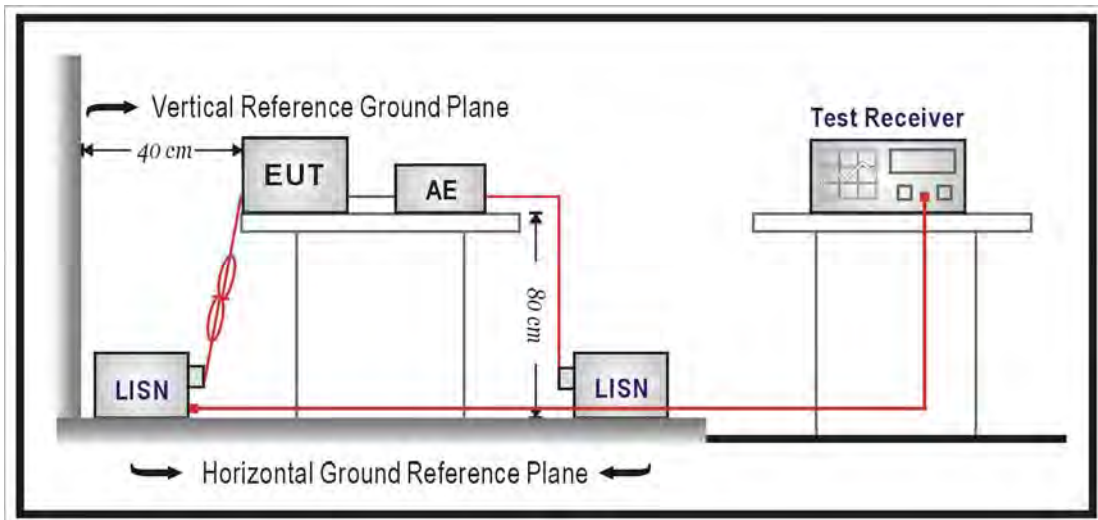 Vertical Reference Ground Plane
Test Receiver
40 cm
EUT
AE
80 cm
LISN
LISN
Horizontal Ground Reference Plane